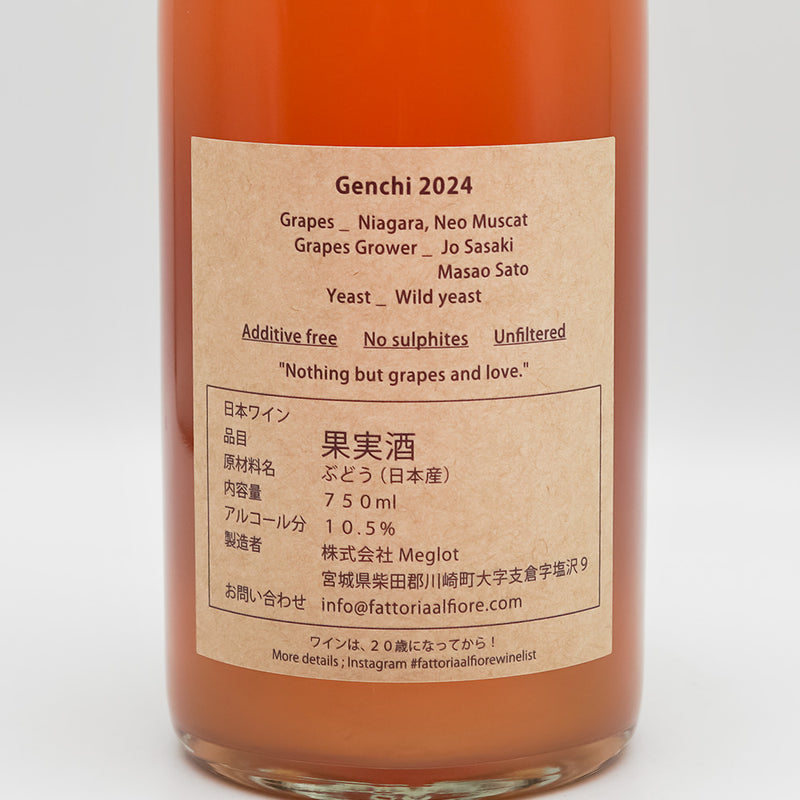 Genchi 2024
Grapes _ Niagara, Neo Muscat
Grapes Grower _ Jo Sasaki
Masao Sato
Yeast _ Wild yeast
Additive free No sulphites Unfiltered
"Nothing but grapes and love."
日本ワイン
品目 果実酒
原材料名 ぶどう（日本産）
内容量 ７５０ml
アルコール分 １０.５%
製造者 株式会社 Meglot
宮城県柴田郡川崎町大字支倉字塩沢９
お問い合わせ info@fattoriaalfiore.com
ワインは、２０歳になってから！
More details ; Instagram #fattoriaalfiorewinelist